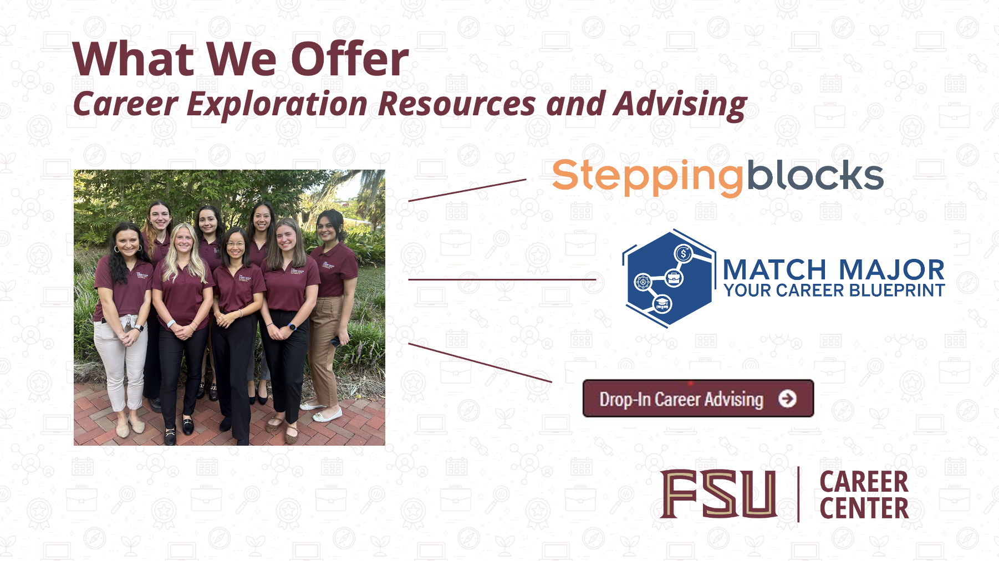 What We Offer
Career Exploration Resources and Advising
Steppingblocks
MATCH MAJOR
YOUR CAREER BLUEPRINT
Drop-In Career Advising
FSU
CAREER
CENTER